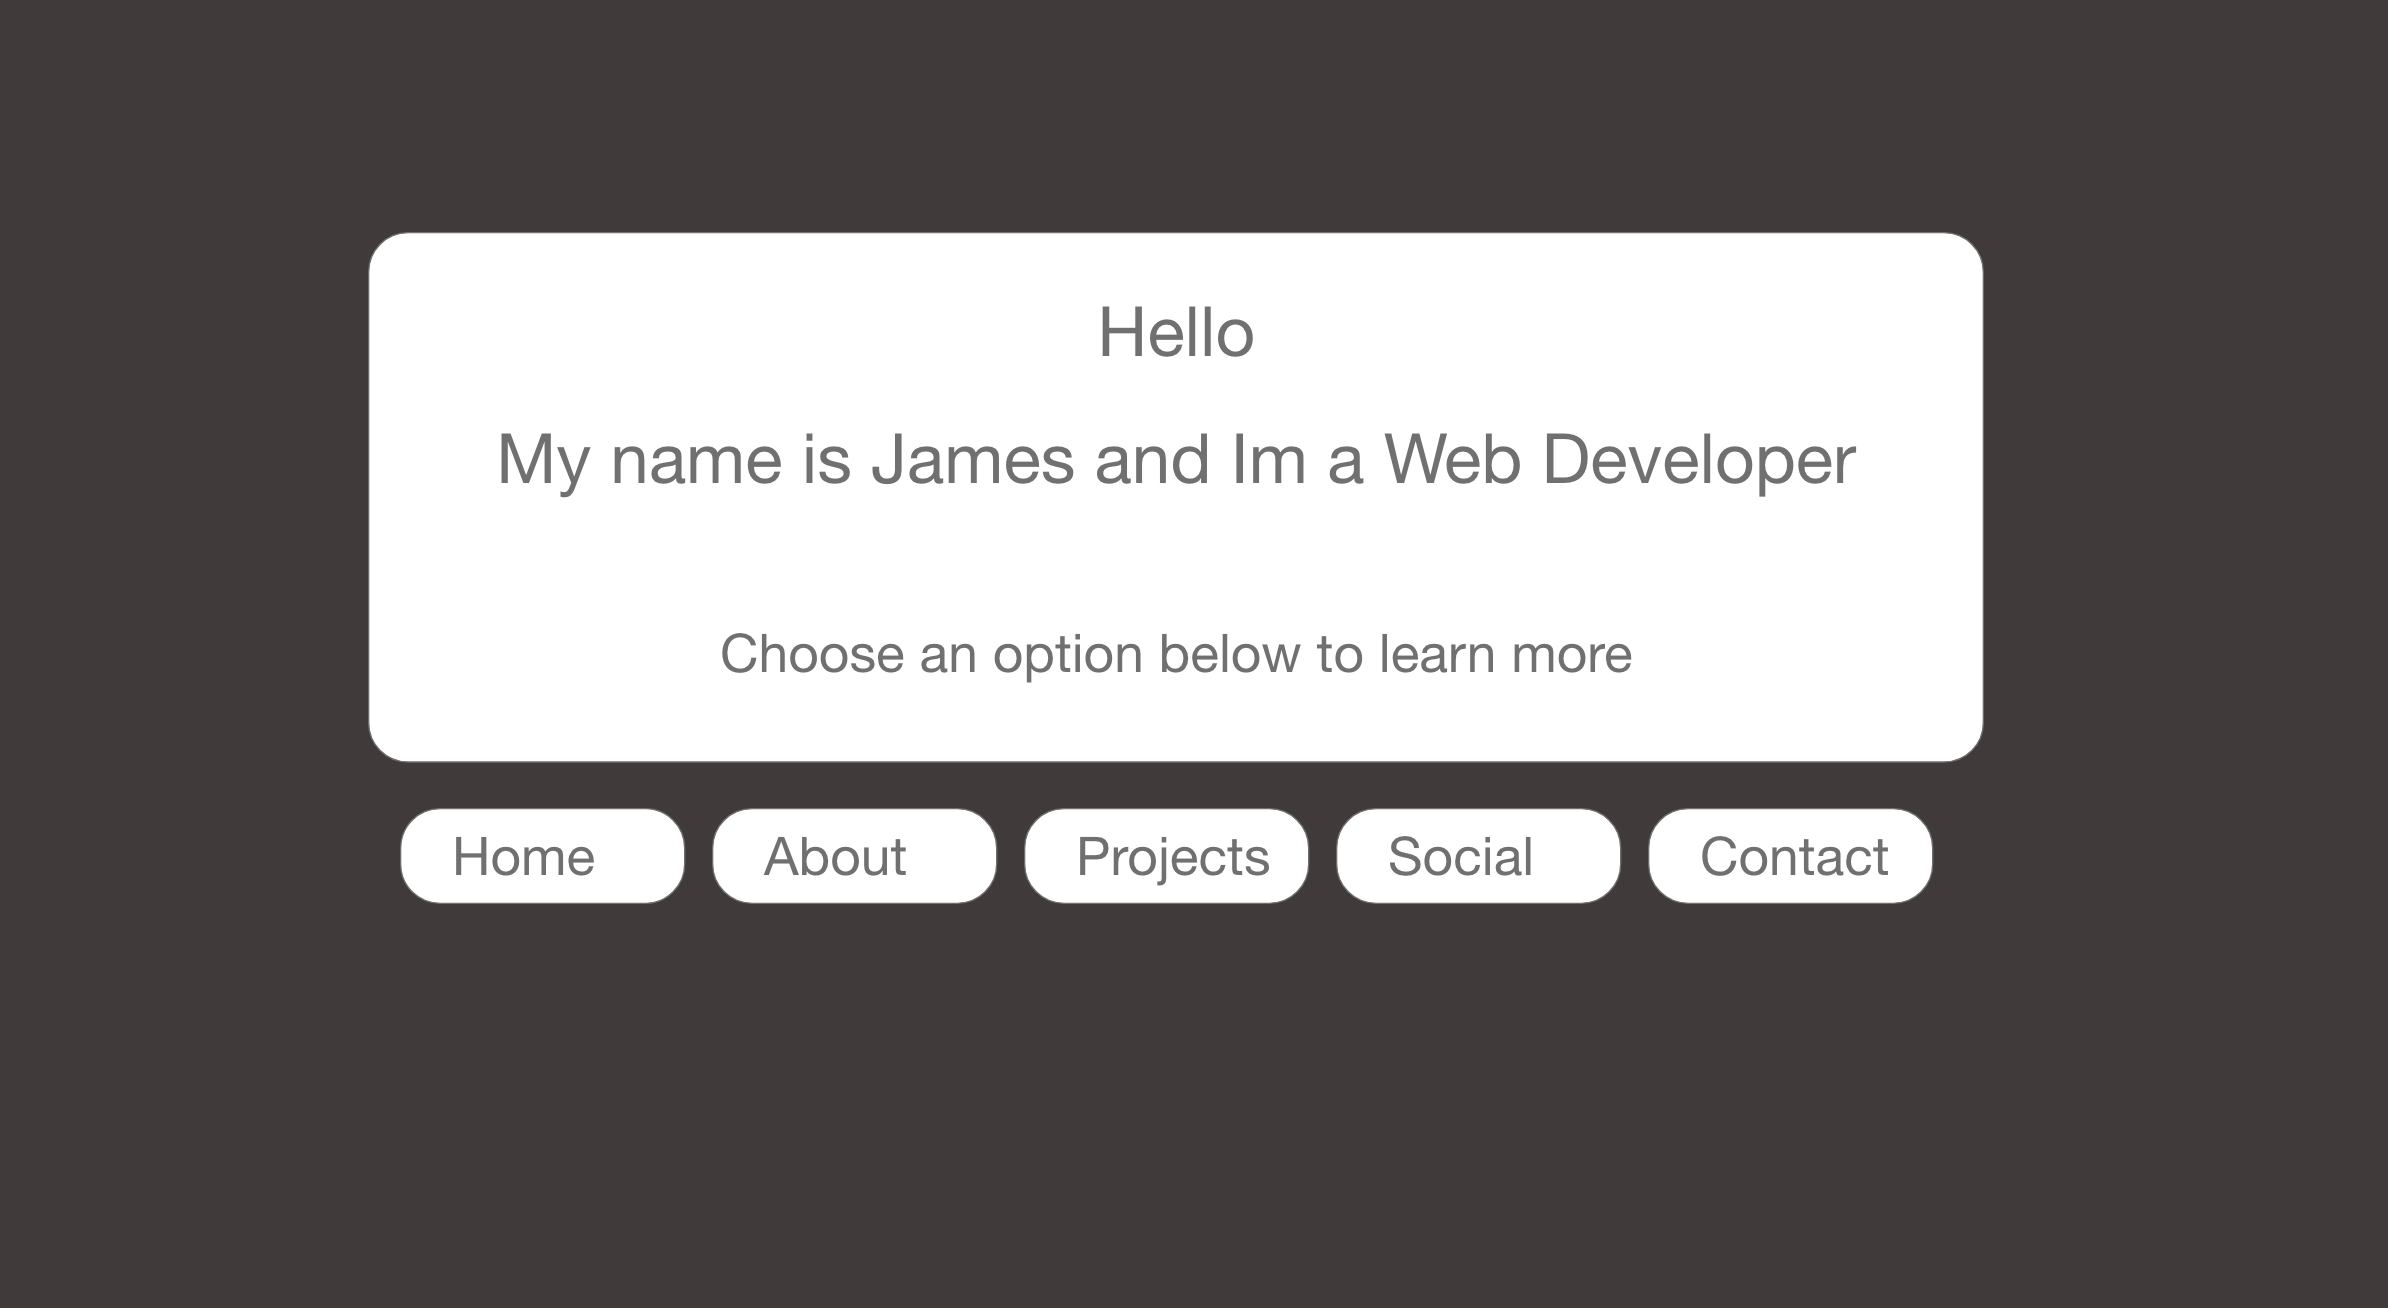 Hello
My name is James and Im a Web Developer
Choose an option below to learn more
Home About Projects Social Contact